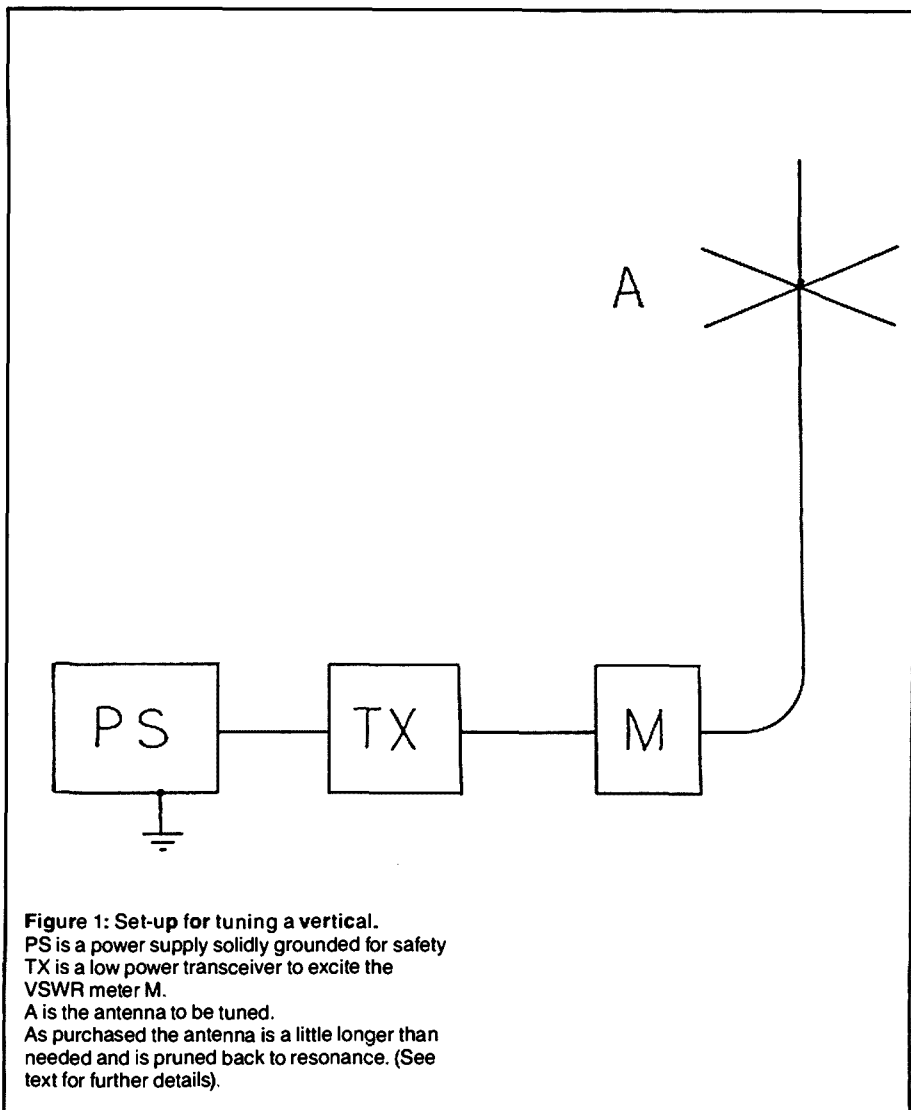 A
PS
TX
M
Figure 1: Set-up for tuning a vertical.
PS is a power supply solidly grounded for safety
TX is a low power transceiver to excite the
VSWR meter M.
A is the antenna to be tuned.
As purchased the antenna is a little longer than
needed and is pruned back to resonance. (See
text for further details).